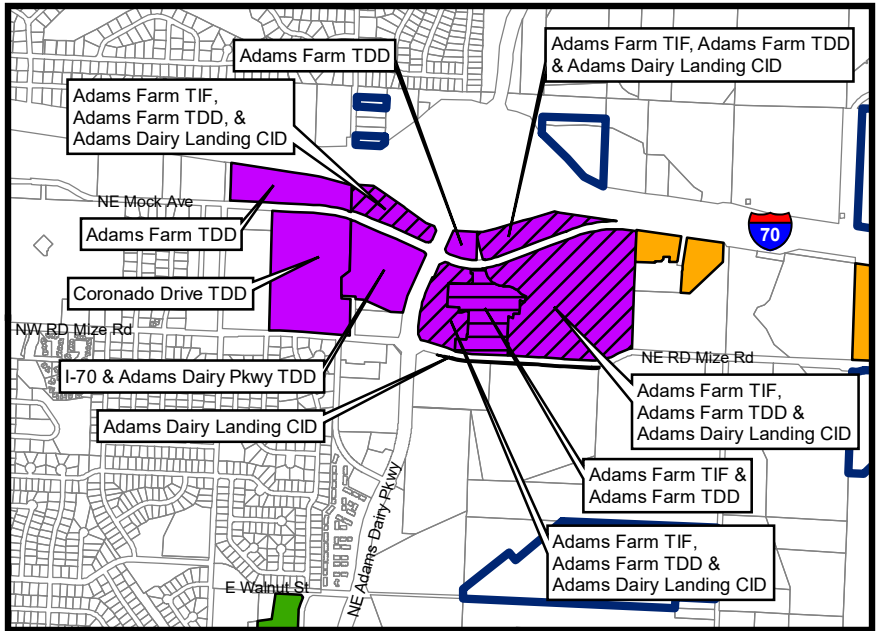 Adams Farm TDD
Adams Farm TIF, Adams Farm TDD
& Adams Dairy Landing CID
Adams Farm TIF,
Adams Farm TDD, &
Adams Dairy Landing CID
NE Mock Ave
Adams Farm TDD
70
Coronado Drive TDD
NW RD Mize Rd
NE RD Mize Rd
I-70 & Adams Dairy Pkwy TDD
Adams Farm TIF,
Adams Farm TDD &
Adams Dairy Landing CID
Adams Dairy Landing CID
Adams Farm TIF &
Adams Farm TDD
NE Adams Dairy Pkwy
Adams Farm TIF,
Adams Farm TDD &
Adams Dairy Landing CID
E Walnut St